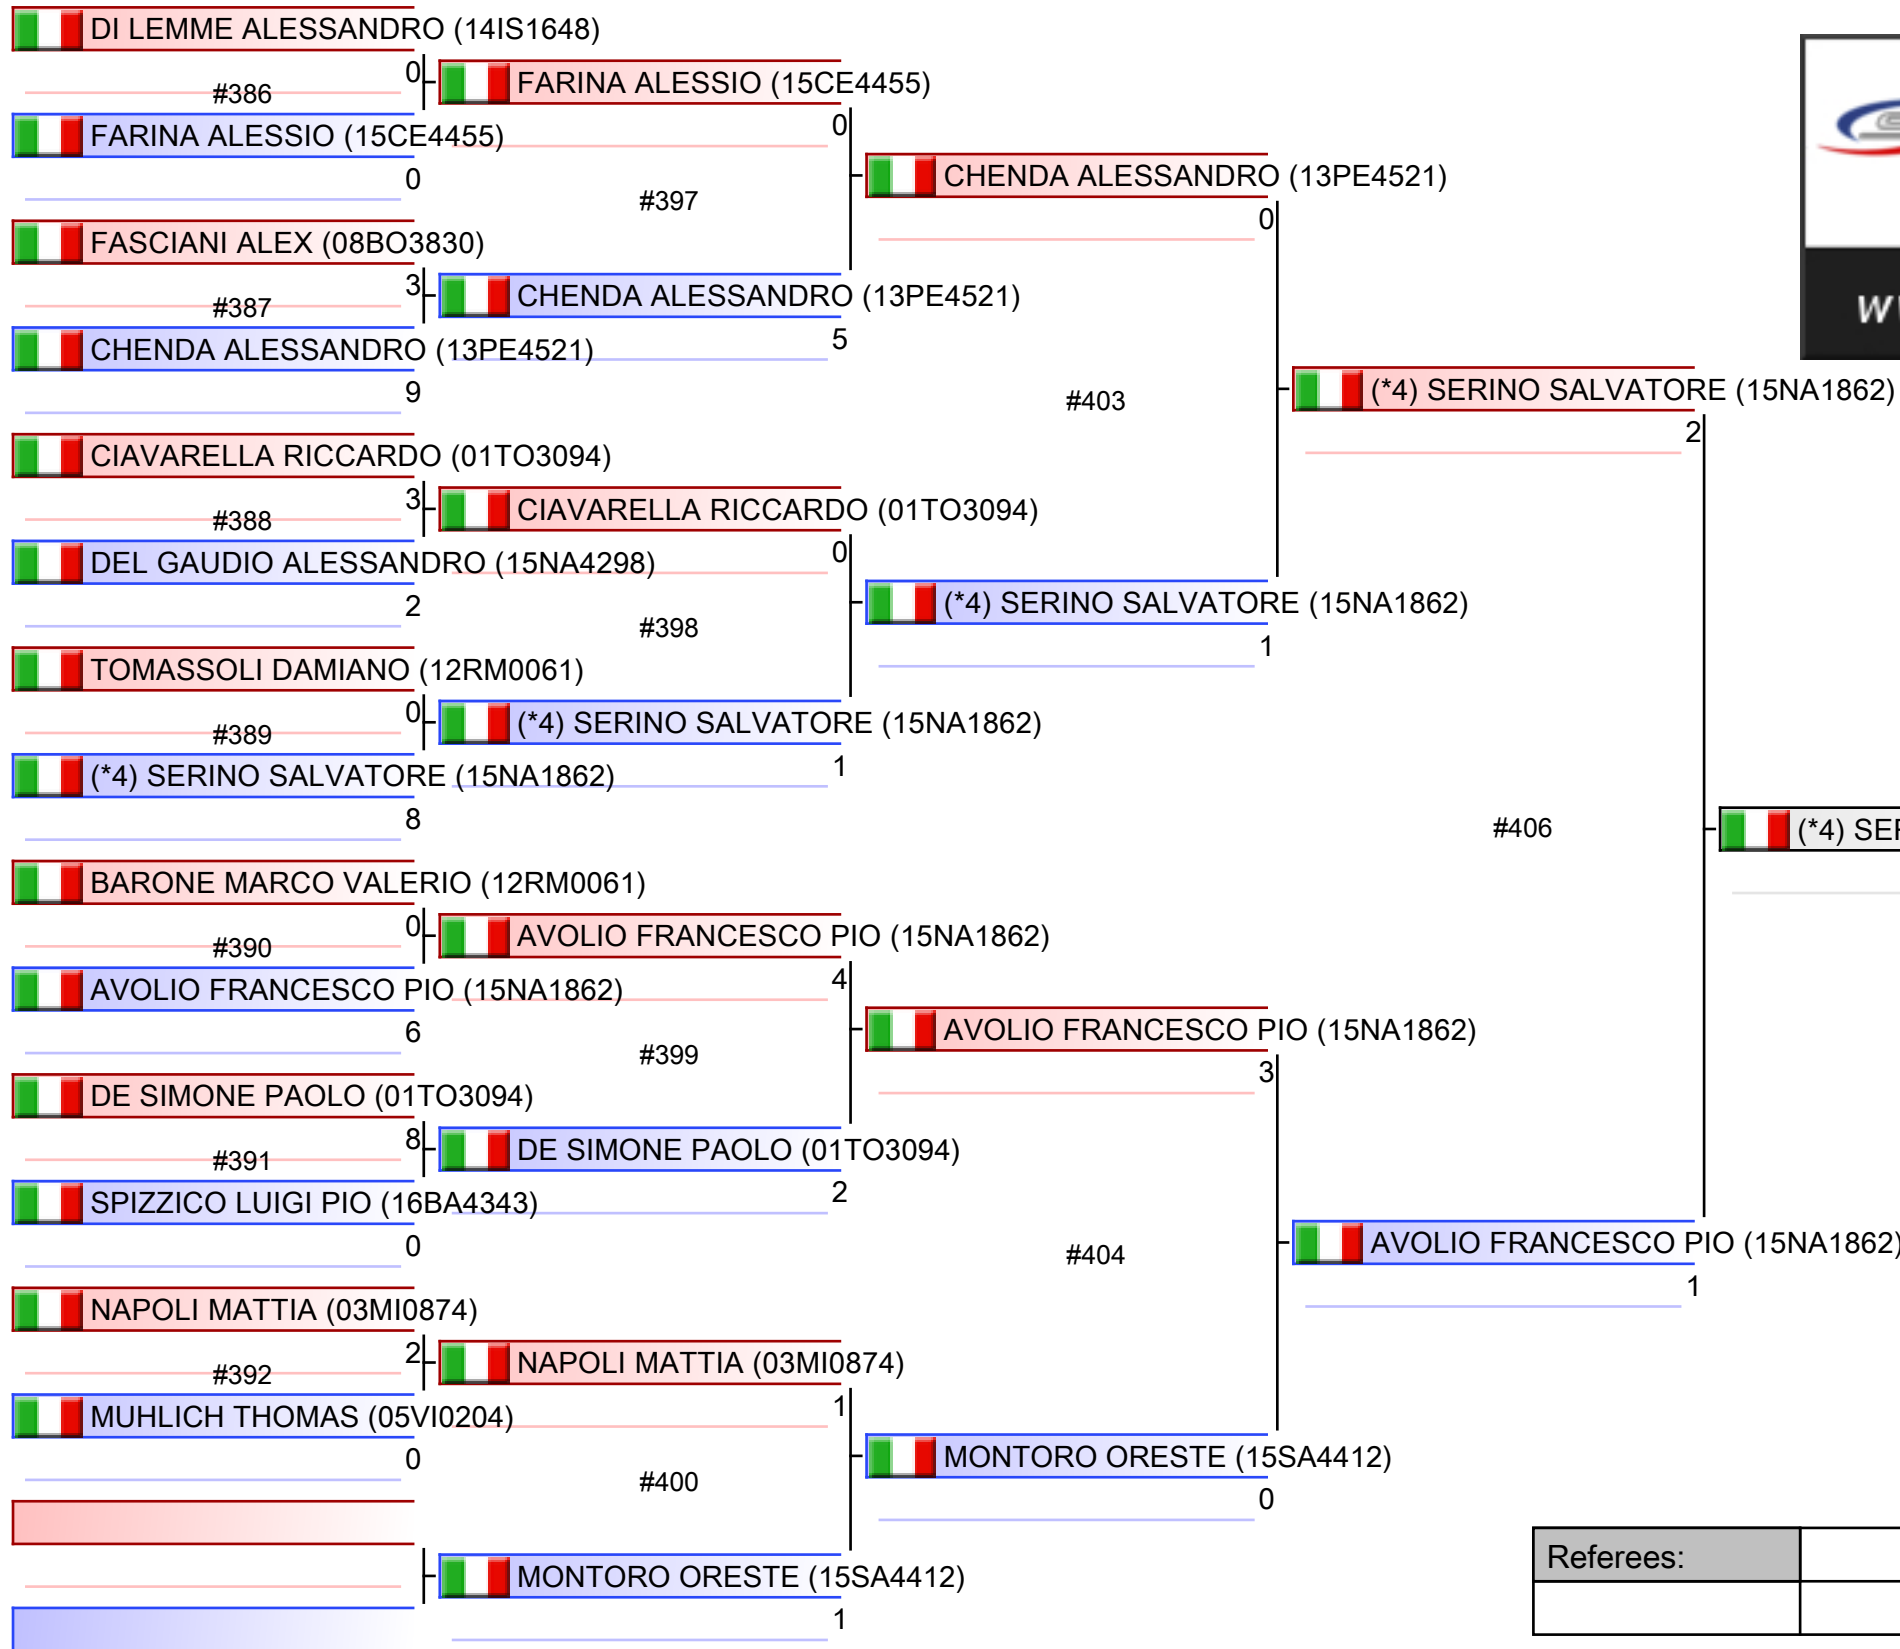 DI LEMME ALESSANDRO (14IS1648)
0
#386
FARINA ALESSIO (15CE4455)
0
FASCIANI ALEX (08BO3830)
3
#387
CHENDA ALESSANDRO (13PE4521)
9
CIAVARELLA RICCARDO (01TO3094)
3
#388
DEL GAUDIO ALESSANDRO (15NA4298)
2
TOMASSOLI DAMIANO (12RM0061)
0
#389
(*4) SERINO SALVATORE (15NA1862)
8
BARONE MARCO VALERIO (12RM0061)
0
#390
AVOLIO FRANCESCO PIO (15NA1862)
6
DE SIMONE PAOLO (01TO3094)
8
#391
SPIZZICO LUIGI PIO (16BA4343)
0
NAPOLI MATTIA (03MI0874)
2
#392
MUHLICH THOMAS (05VI0204)
0
FARINA ALESSIO (15CE4455)
0
#397
CHENDA ALESSANDRO (13PE4521)
5
CIAVARELLA RICCARDO (01TO3094)
0
#398
(*4) SERINO SALVATORE (15NA1862)
1
AVOLIO FRANCESCO PIO (15NA1862)
4
#399
DE SIMONE PAOLO (01TO3094)
2
NAPOLI MATTIA (03MI0874)
1
#400
MONTORO ORESTE (15SA4412)
1
CHENDA ALESSANDRO (13PE4521)
0
#403
(*4) SERINO SALVATORE (15NA1862)
1
AVOLIO FRANCESCO PIO (15NA1862)
3
#404
MONTORO ORESTE (15SA4412)
0
(*4) SERINO SALVATORE (15NA1862)
2
#406
AVOLIO FRANCESCO PIO (15NA1862)
1
(*4) SER
Referees: